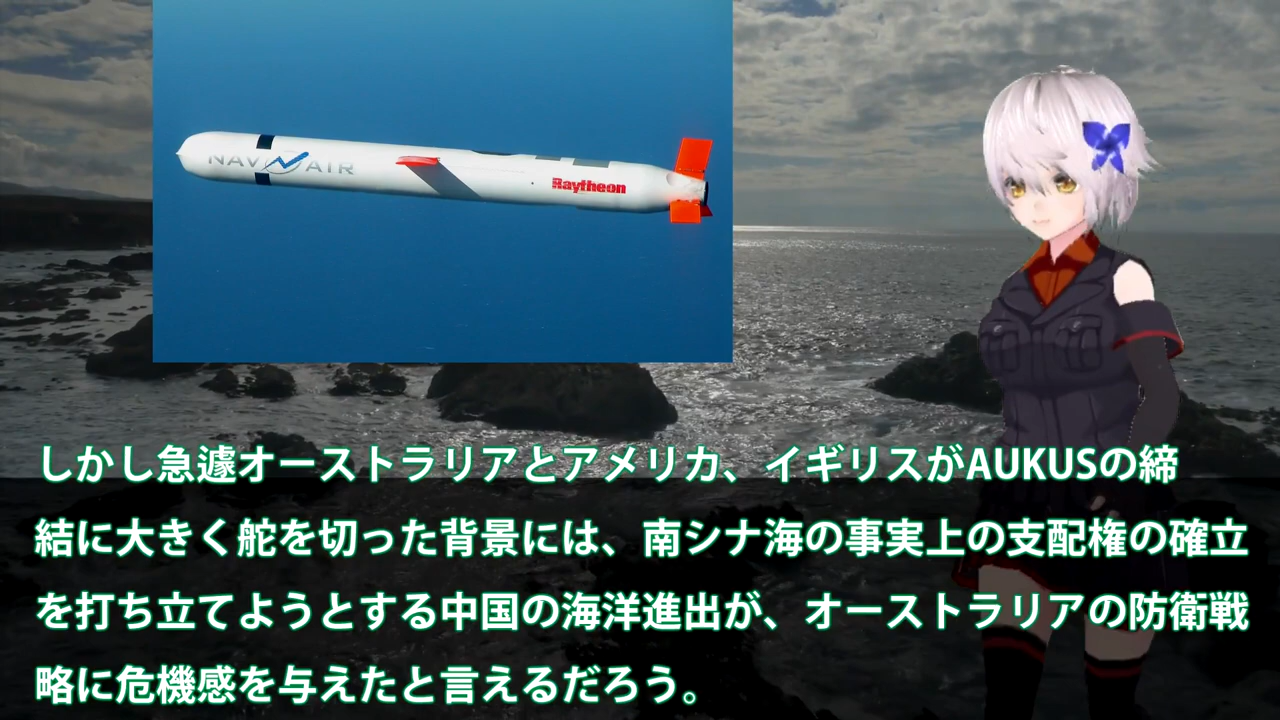 NAV AIR
Raytheon
しかし急遽オーストラリアとアメリカ、イギリスがAUKUSの締
結に大きく舵を切った背景には、南シナ海の事実上の支配権の確立
を打ち立てようとする中国の海洋進出が、オーストラリアの防衛戦
略に危機感を与えたと言えるだろう。